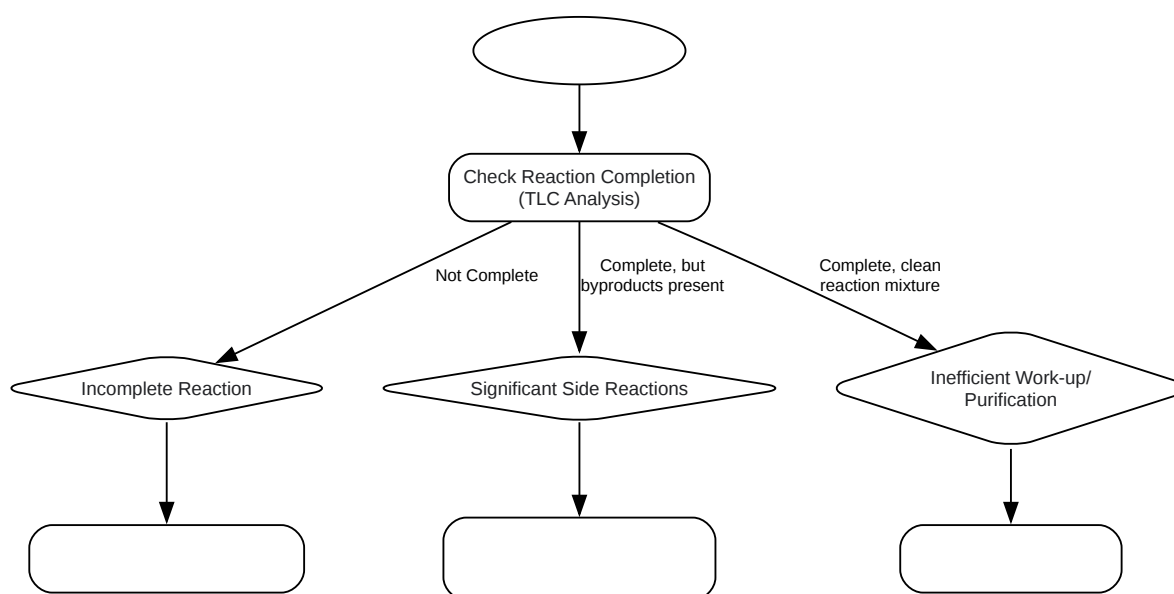 Check Reaction Completion
(TLC Analysis)
Not Complete
Complete, but
byproducts present
Complete, clean
reaction mixture
Incomplete Reaction
Significant Side Reactions
Inefficient Work-up/
Purification